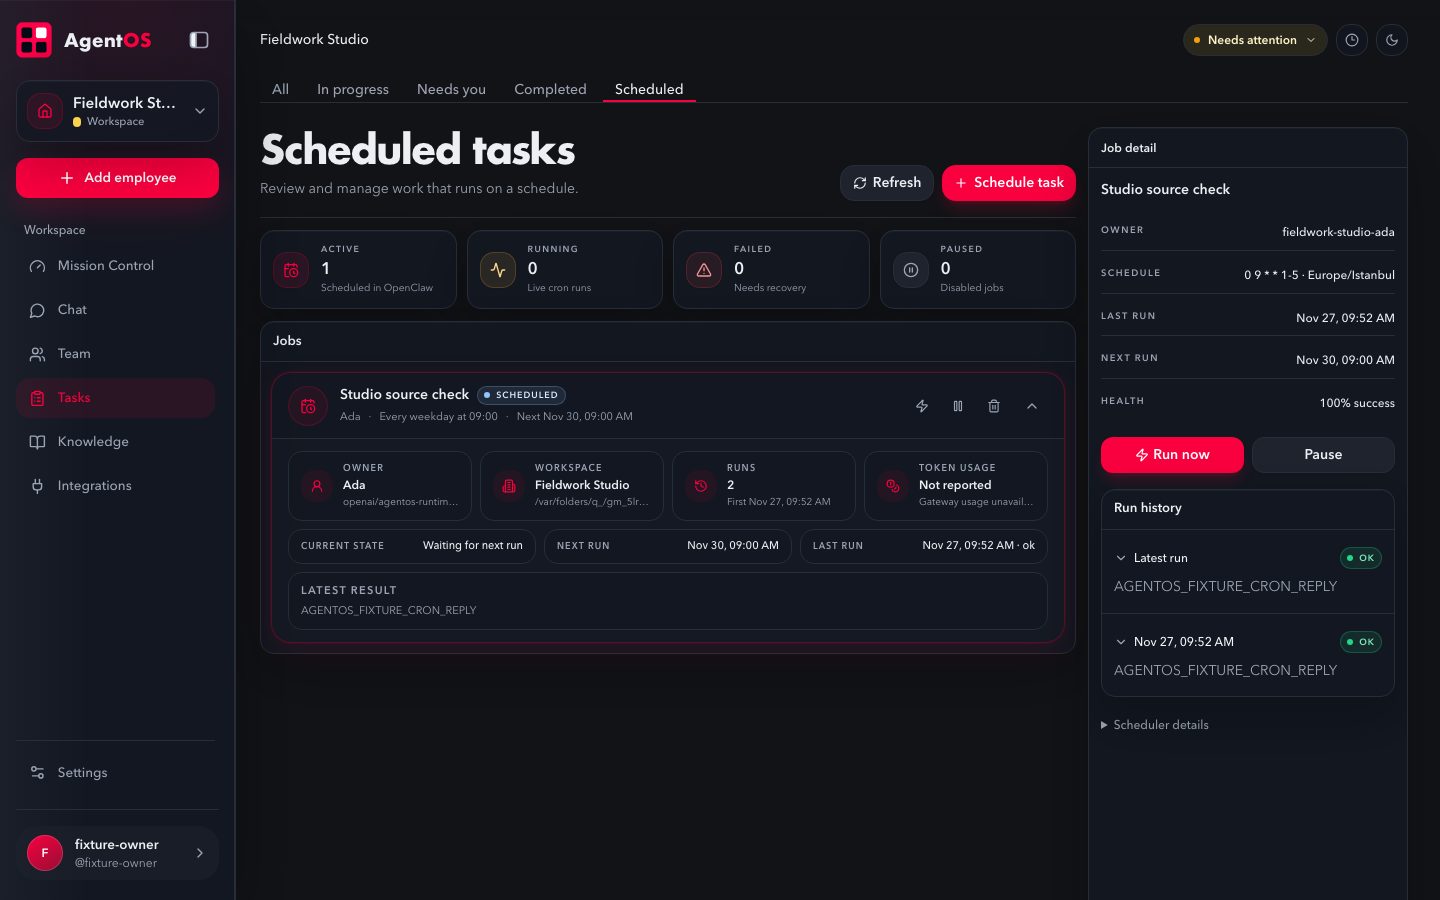 AgentOS
Fieldwork St...
Workspace
Add employee
Workspace
Mission Control
Chat
Team
Tasks
Knowledge
Integrations
Settings
F
fixture-owner
@fixture-owner
Fieldwork Studio
Needs attention
All
In progress
Needs you
Completed
Scheduled
Scheduled tasks
Review and manage work that runs on a schedule.
Refresh
Schedule task
ACTIVE
1
Scheduled in OpenClaw
RUNNING
0
Live cron runs
FAILED
0
Needs recovery
PAUSED
0
Disabled jobs
Jobs
Studio source check
SCHEDULED
Ada · Every weekday at 09:00 · Next Nov 30, 09:00 AM
OWNER
Ada
openai/agentos-runtim...
WORKSPACE
Fieldwork Studio
/var/folders/q_/gm_5lr...
RUNS
2
First Nov 27, 09:52 AM
TOKEN USAGE
Not reported
Gateway usage unavail...
CURRENT STATE
Waiting for next run
NEXT RUN
Nov 30, 09:00 AM
LAST RUN
Nov 27, 09:52 AM · ok
LATEST RESULT
AGENTOS_FIXTURE_CRON_REPLY
Job detail
Studio source check
OWNER
fieldwork-studio-ada
SCHEDULE
0 9 * * 1-5 · Europe/Istanbul
LAST RUN
Nov 27, 09:52 AM
NEXT RUN
Nov 30, 09:00 AM
HEALTH
100% success
Run now
Pause
Run history
Latest run
OK
AGENTOS_FIXTURE_CRON_REPLY
Nov 27, 09:52 AM
OK
AGENTOS_FIXTURE_CRON_REPLY
Scheduler details